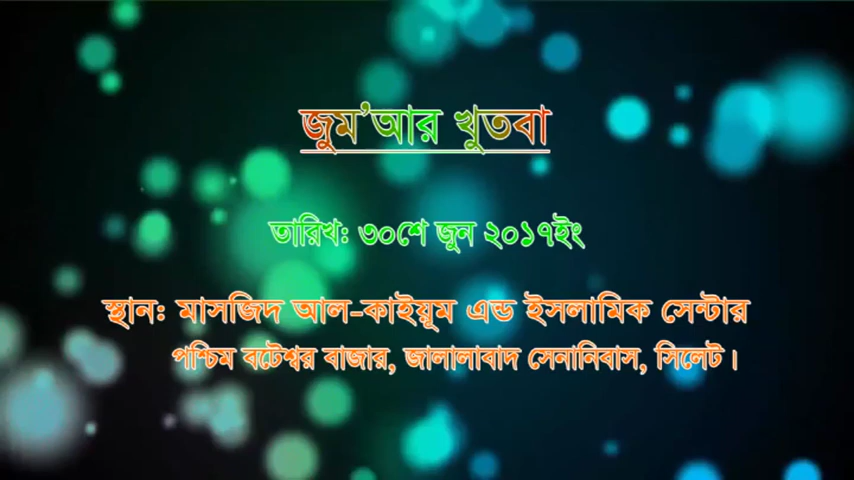 জুম'আর খুতবা
তারিখ: ৩০শে জুন ২০১৭ইং
স্থান: মাসজিদ আল-কাইয়ূম এন্ড ইসলামিক সেন্টার
পশ্চিম বটেশ্বর বাজার, জালালাবাদ সেনানিবাস, সিলেট।